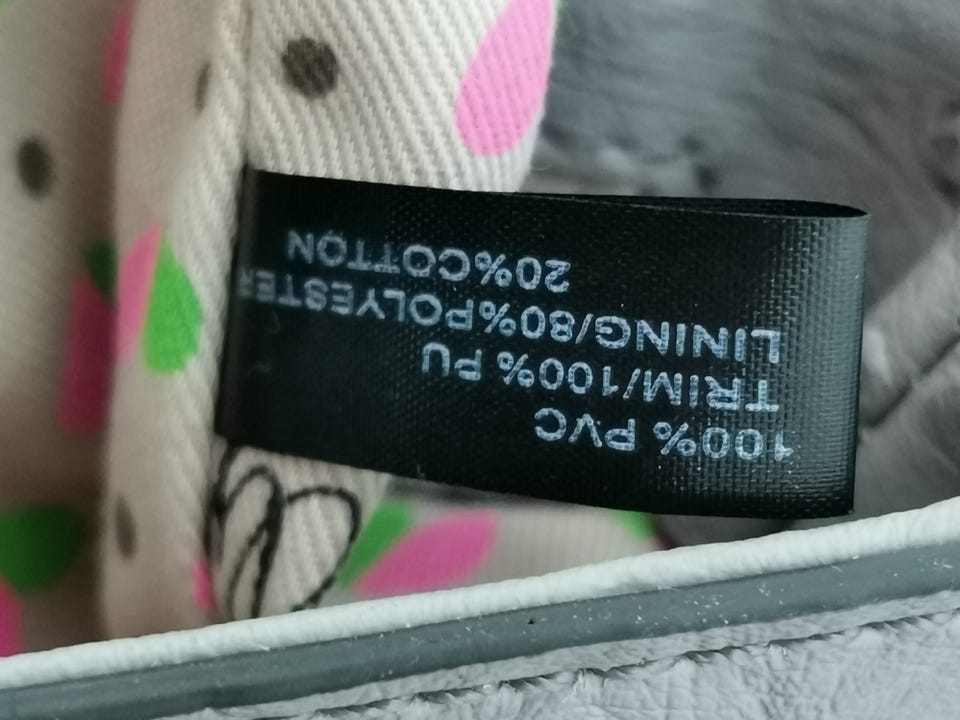 100% PVC
TRIM/100% PU
LINING/80%POLYESTER
20%COTTON